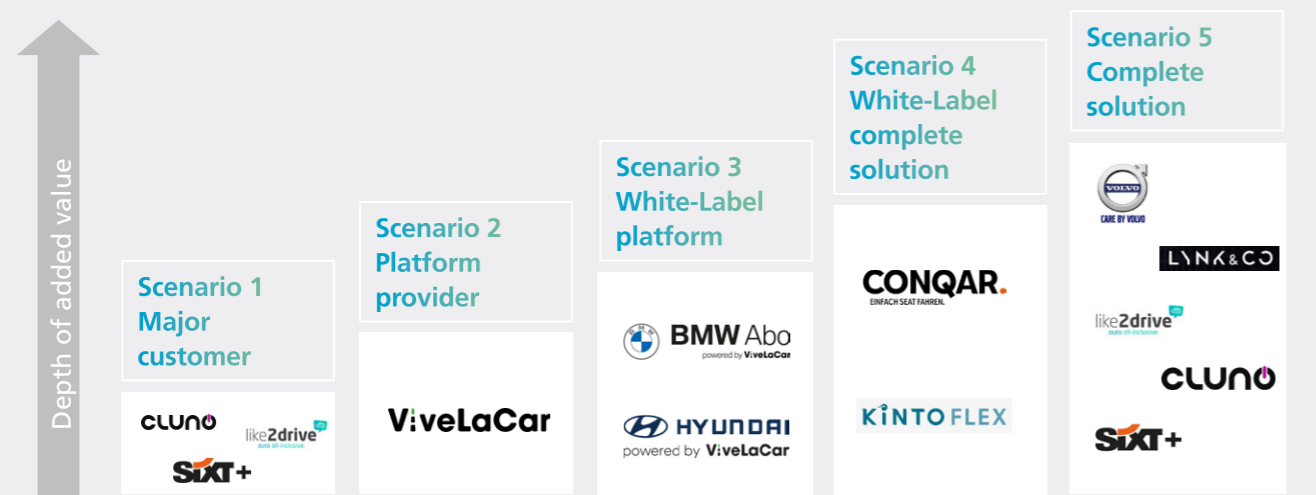 Depth of added value
Scenario 1
Major
customer
CLUNO
like2drive
auto all-inclusive.
SIXT+
Scenario 2
Platform
provider
ViveLaCar
Scenario 3
White-Label
platform
BMW
BMW Abo
powered by ViveLaCar
HYUNDAI
powered by ViveLaCar
Scenario 4
White-Label
complete
solution
CONQAR.
EINFACH SEAT FAHREN.
KINTO FLEX
Scenario 5
Complete
solution
VOLVO
CARE BY VOLVO
LYNK&CO
like2drive
auto all-inclusive.
CLUNO
SIXT+